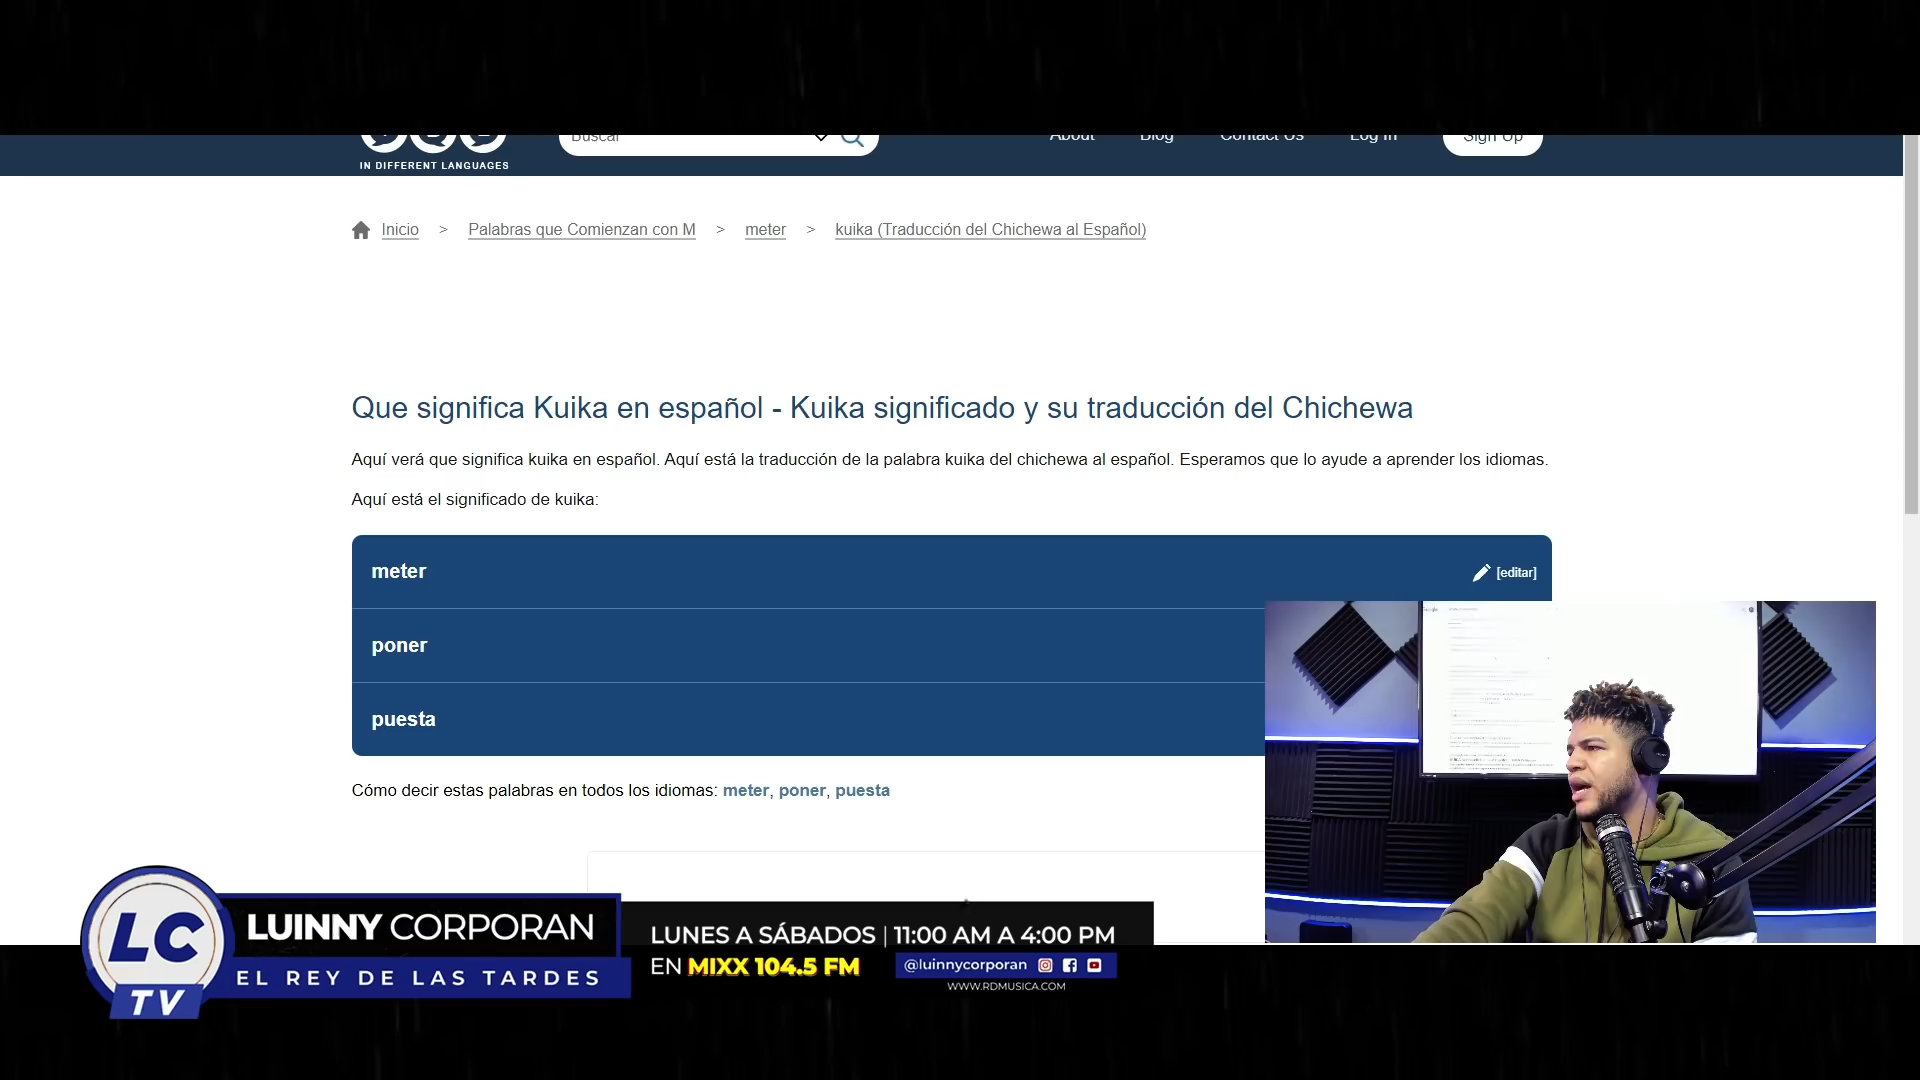 Buscar
About
Blog
Contact Us
Log In
Sign Up
IN DIFFERENT LANGUAGES
Inicio > Palabras que Comienzan con M > meter > kuika (Traducción del Chichewa al Español)
Que significa Kuika en español - Kuika significado y su traducción del Chichewa
Aquí verá que significa kuika en español. Aquí está la traducción de la palabra kuika del chichewa al español. Esperamos que lo ayude a aprender los idiomas.
Aquí está el significado de kuika:
meter
[editar]
poner
puesta
Cómo decir estas palabras en todos los idiomas: meter, poner, puesta
LC
TV
LUINNY CORPORAN
EL REY DE LAS TARDES
LUNES A SÁBADOS | 11:00 AM A 4:00 PM
EN MIXX 104.5 FM
@luinnycorporan
WWW.RDMUSICA.COM